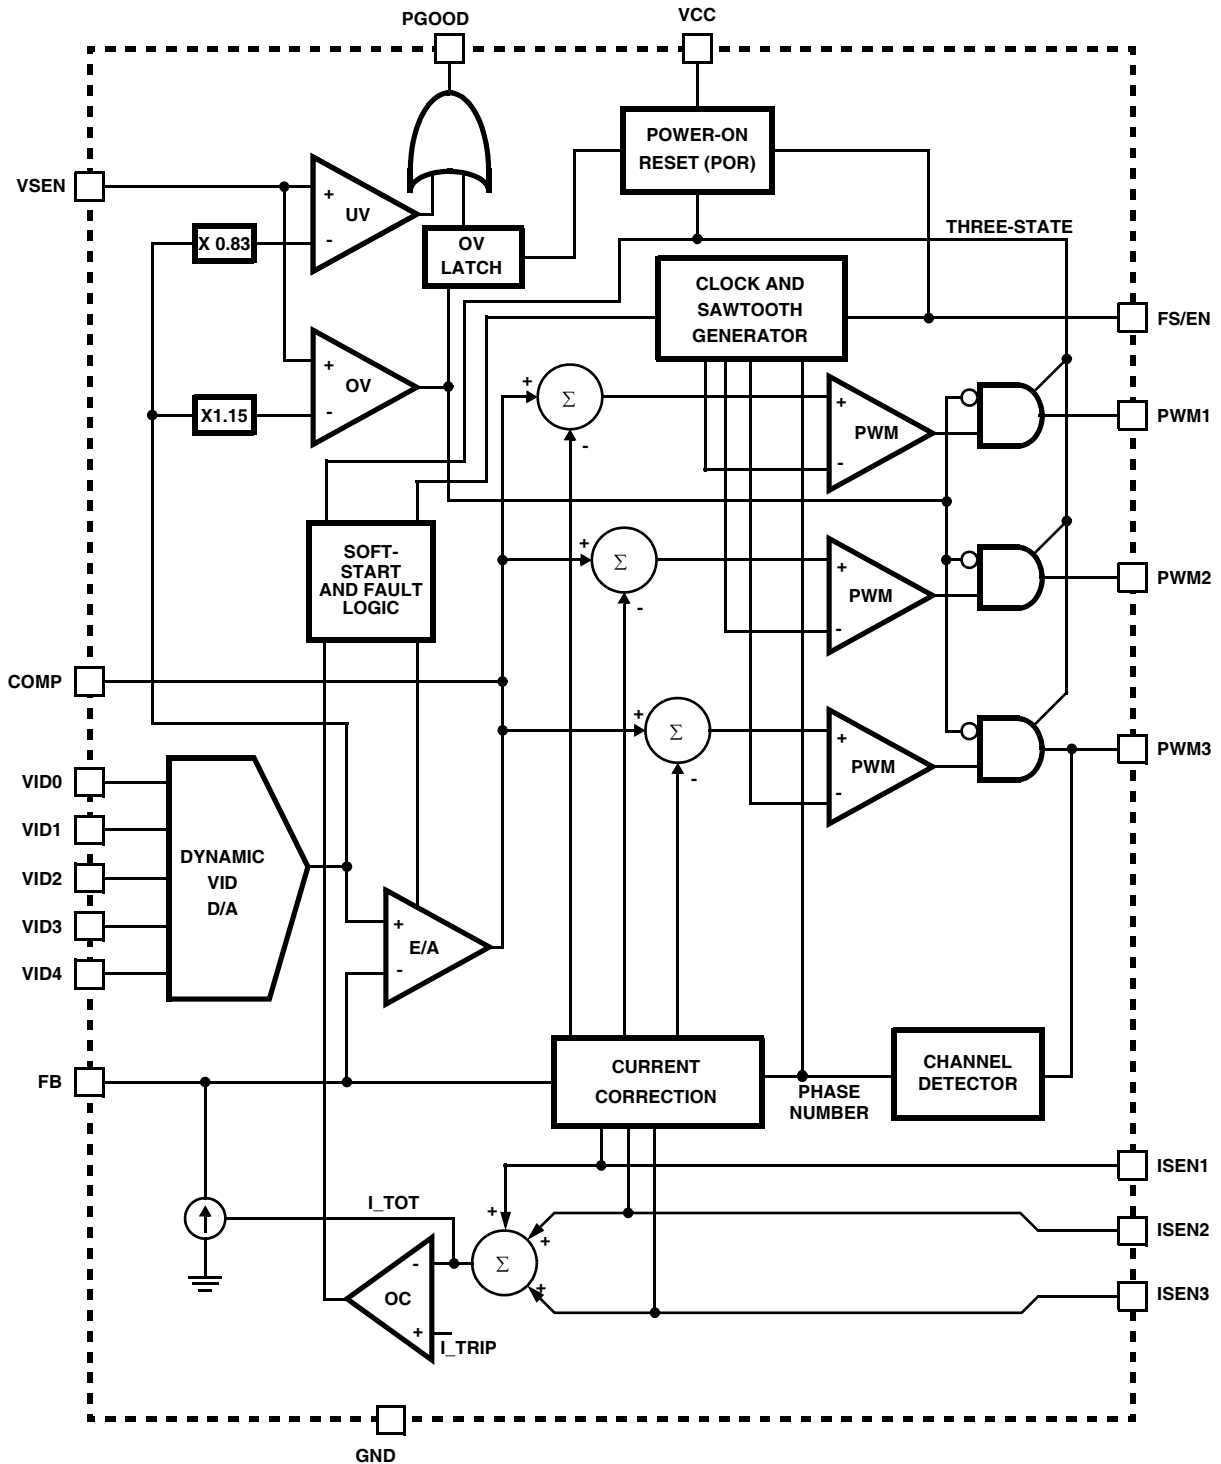 PGOOD
VCC
POWER-ON
RESET (POR)
VSEN
+
UV
-
X 0.83
OV
LATCH
THREE-STATE
CLOCK AND
SAWTOOTH
GENERATOR
FS/EN
+
OV
-
X1.15
+
Σ
-
+
PWM
-
PWM1
SOFT-
START
AND FAULT
LOGIC
+
Σ
-
+
PWM
-
PWM2
COMP
+
Σ
-
+
PWM
-
PWM3
VID0
VID1
VID2
VID3
VID4
DYNAMIC
VID
D/A
+
E/A
-
FB
CURRENT
CORRECTION
PHASE
NUMBER
CHANNEL
DETECTOR
ISEN1
I_TOT
+
+
ISEN2
Σ
+
ISEN3
-
OC
+
I_TRIP
GND